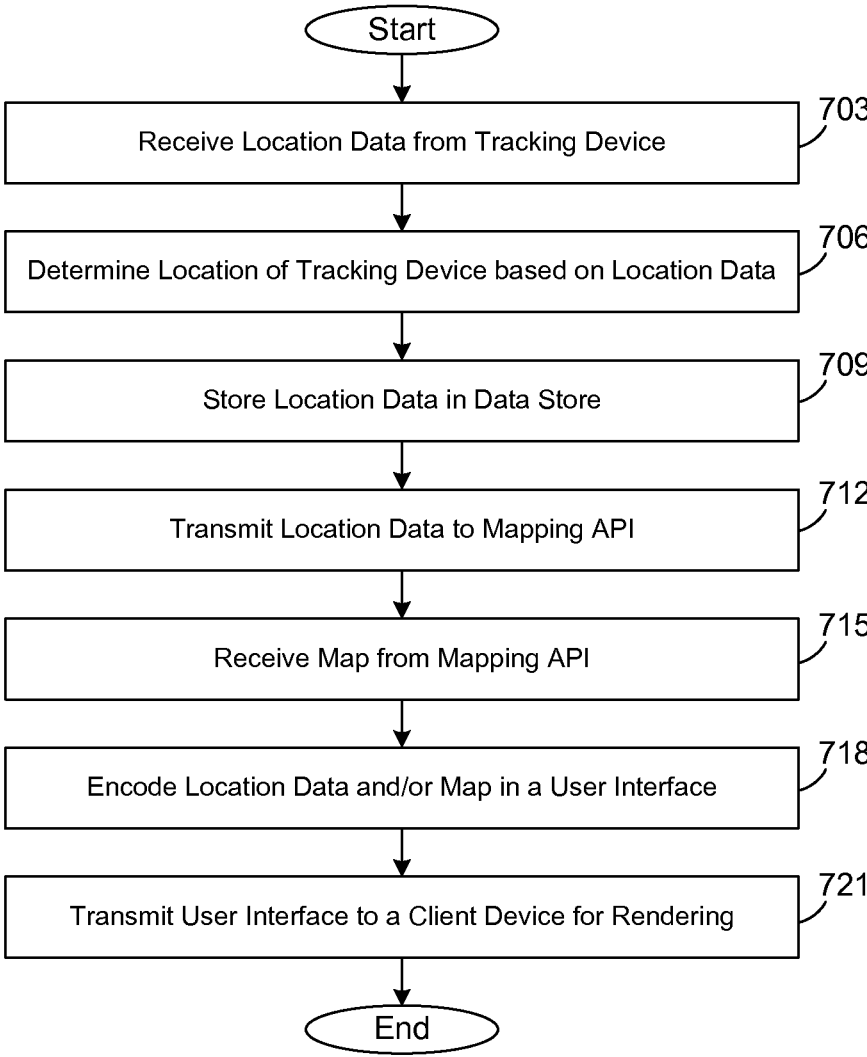 Start
703
Receive Location Data from Tracking Device
706
Determine Location of Tracking Device based on Location Data
709
Store Location Data in Data Store
712
Transmit Location Data to Mapping API
715
Receive Map from Mapping API
718
Encode Location Data and/or Map in a User Interface
721
Transmit User Interface to a Client Device for Rendering
End